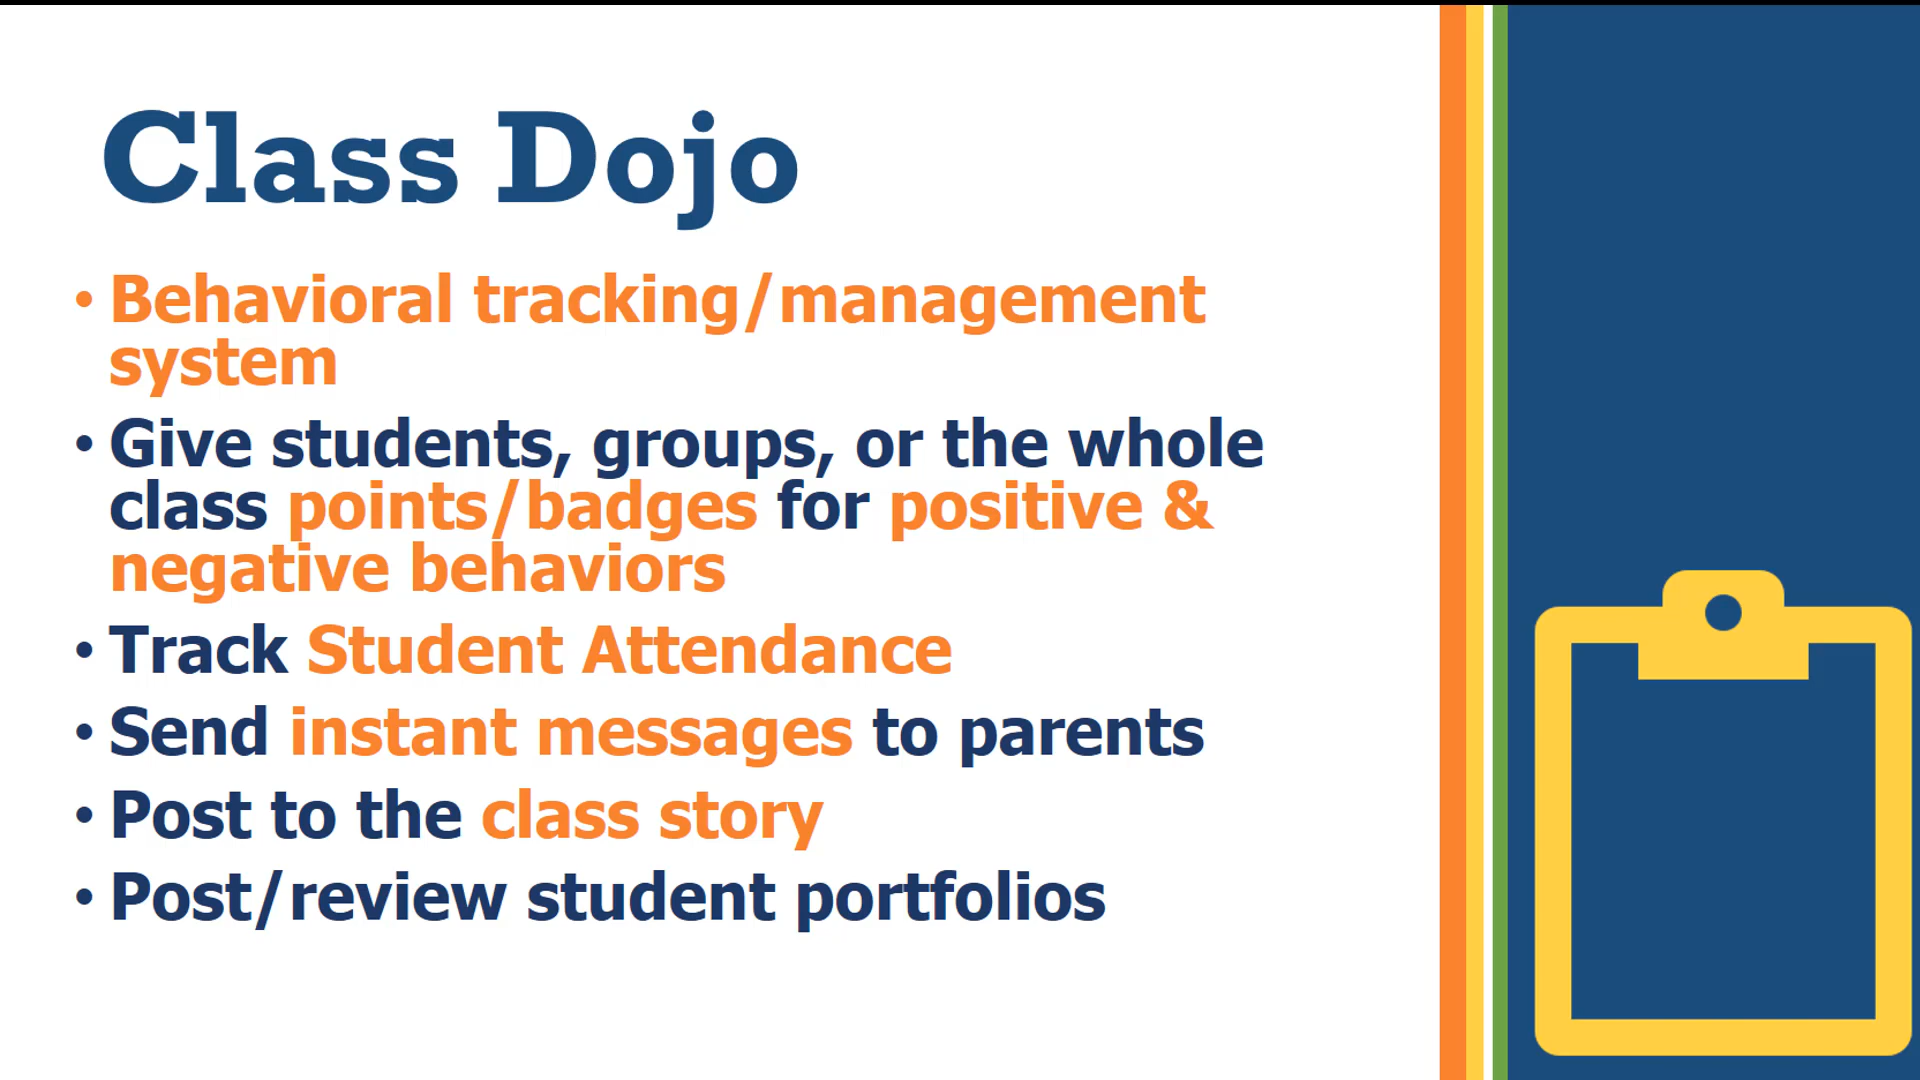 Class Dojo
• Behavioral tracking/management
system
• Give students, groups, or the whole
class points/badges for positive &
negative behaviors
• Track Student Attendance
• Send instant messages to parents
• Post to the class story
• Post/review student portfolios